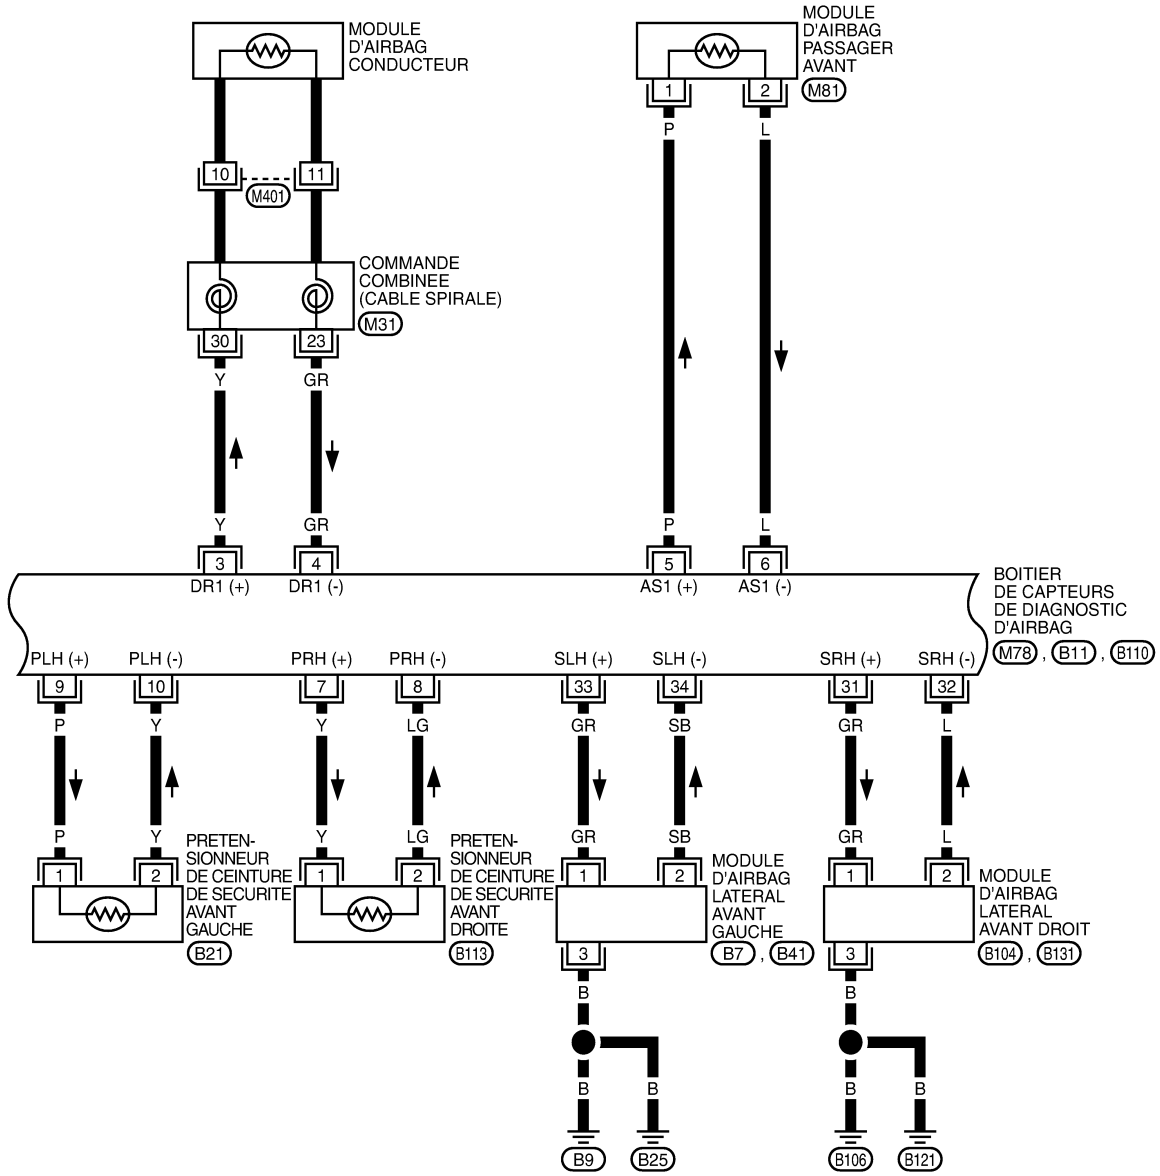 MODULE
D'AIRBAG
CONDUCTEUR
MODULE
D'AIRBAG
PASSAGER
AVANT
M81
1 2
P L
10 11
M401
COMMANDE
COMBINEE
(CABLE SPIRALE)
M31
30 23
Y GR
Y GR P L
3 4 5 6
DR1 (+) DR1 (-) AS1 (+) AS1 (-)
BOITIER
DE CAPTEURS
DE DIAGNOSTIC
D'AIRBAG
M78 , B11 , B110
PLH (+) PLH (-) PRH (+) PRH (-) SLH (+) SLH (-) SRH (+) SRH (-)
9 10 7 8 33 34 31 32
P Y Y LG GR SB GR L
P Y Y LG GR SB GR L
1 2 1 2 1 2 1 2
PRETEN-
SIONNEUR
DE CEINTURE
DE SECURITE
AVANT
GAUCHE
B21
PRETEN-
SIONNEUR
DE CEINTURE
DE SECURITE
AVANT
DROITE
B113
MODULE
D'AIRBAG
LATERAL
AVANT
GAUCHE
B7 , B41
MODULE
D'AIRBAG
LATERAL
AVANT DROIT
B104 , B131
3 3
B B
B B B B
B9 B25 B106 B121